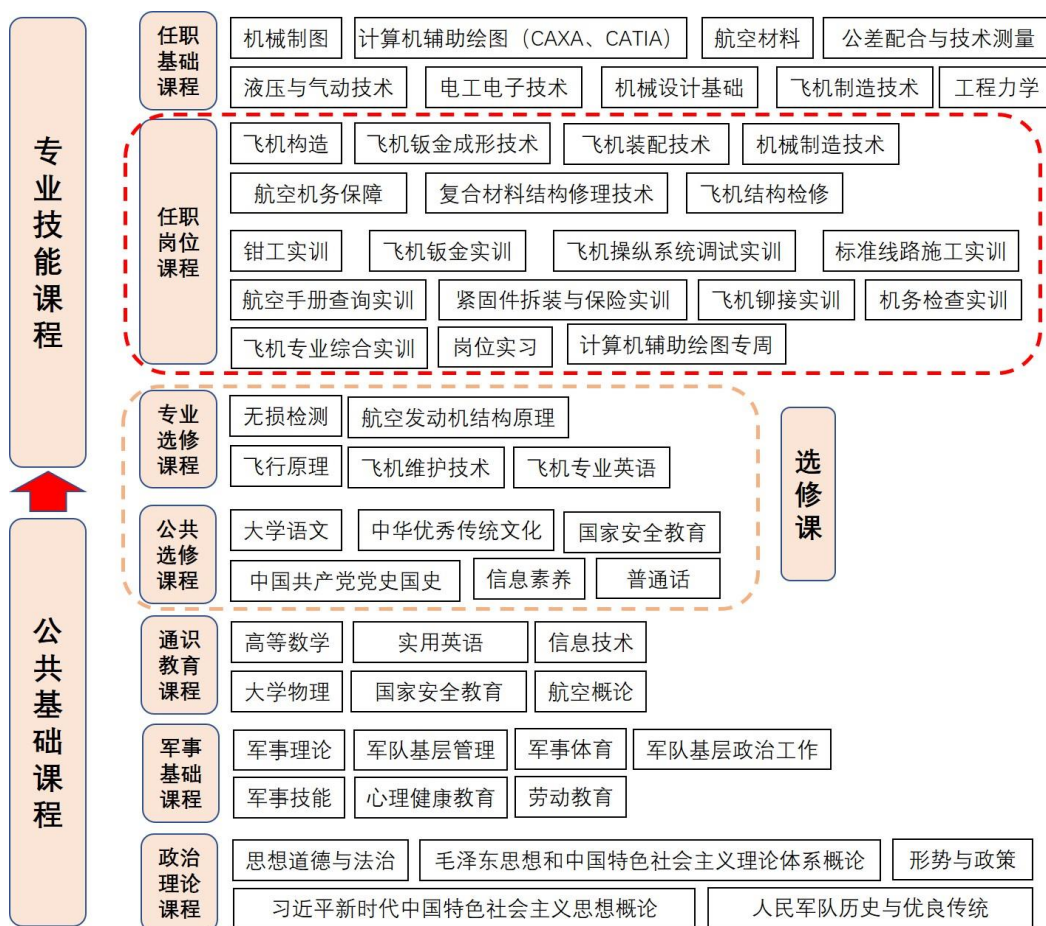 专业技能课程
任职基础课程
机械制图
计算机辅助绘图（CAXA、CATIA）
航空材料
公差配合与技术测量
液压与气动技术
电工电子技术
机械设计基础
飞机制造技术
工程力学
任职岗位课程
飞机构造
飞机钣金成形技术
飞机装配技术
机械制造技术
航空机务保障
复合材料结构修理技术
飞机结构检修
钳工实训
飞机钣金实训
飞机操纵系统调试实训
标准线路施工实训
航空手册查询实训
紧固件拆装与保险实训
飞机铆接实训
机务检查实训
飞机专业综合实训
岗位实习
计算机辅助绘图专周
专业选修课程
无损检测
航空发动机结构原理
飞行原理
飞机维护技术
飞机专业英语
选修课
公共基础课程
公共选修课程
大学语文
中华优秀传统文化
国家安全教育
中国共产党党史国史
信息素养
普通话
通识教育课程
高等数学
实用英语
信息技术
大学物理
国家安全教育
航空概论
军事基础课程
军事理论
军队基层管理
军事体育
军队基层政治工作
军事技能
心理健康教育
劳动教育
政治理论课程
思想道德与法治
毛泽东思想和中国特色社会主义理论体系概论
形势与政策
习近平新时代中国特色社会主义思想概论
人民军队历史与优良传统